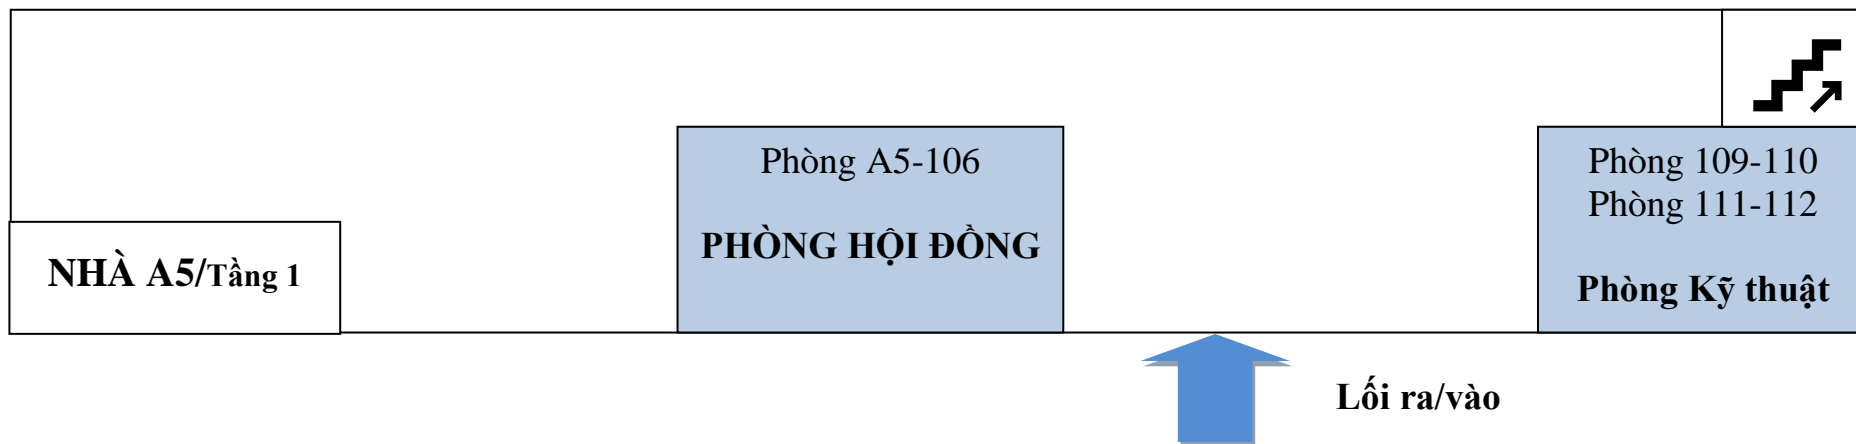 Phòng A5-106
PHÒNG HỘI ĐỒNG
Phòng 109-110
Phòng 111-112
Phòng Kỹ thuật
NHÀ A5/Tầng 1
Lối ra/vào